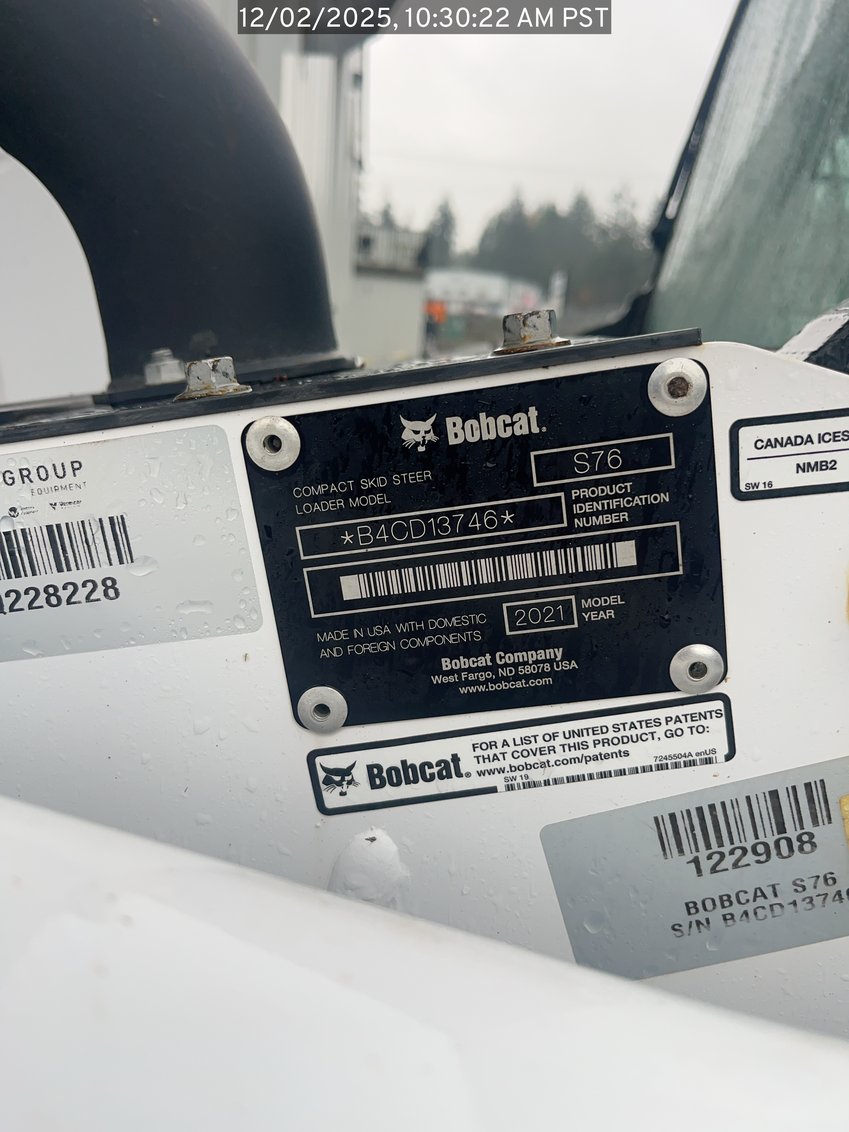 12/02/2025, 10:30:22 AM PST
GROUP
EQUIPMENT
228228
Bobcat®
COMPACT SKID STEER
LOADER MODEL
S76
*B4CD13746*
PRODUCT
IDENTIFICATION
NUMBER
MADE IN USA WITH DOMESTIC
AND FOREIGN COMPONENTS
2021
MODEL
YEAR
Bobcat Company
West Fargo, ND 58078 USA
www.bobcat.com
CANADA ICES
NMB2
SW 16
Bobcat®
FOR A LIST OF UNITED STATES PATENTS
THAT COVER THIS PRODUCT, GO TO:
www.bobcat.com/patents
7245504A enUS
SW 19
122908
BOBCAT S76
S/N B4CD13746